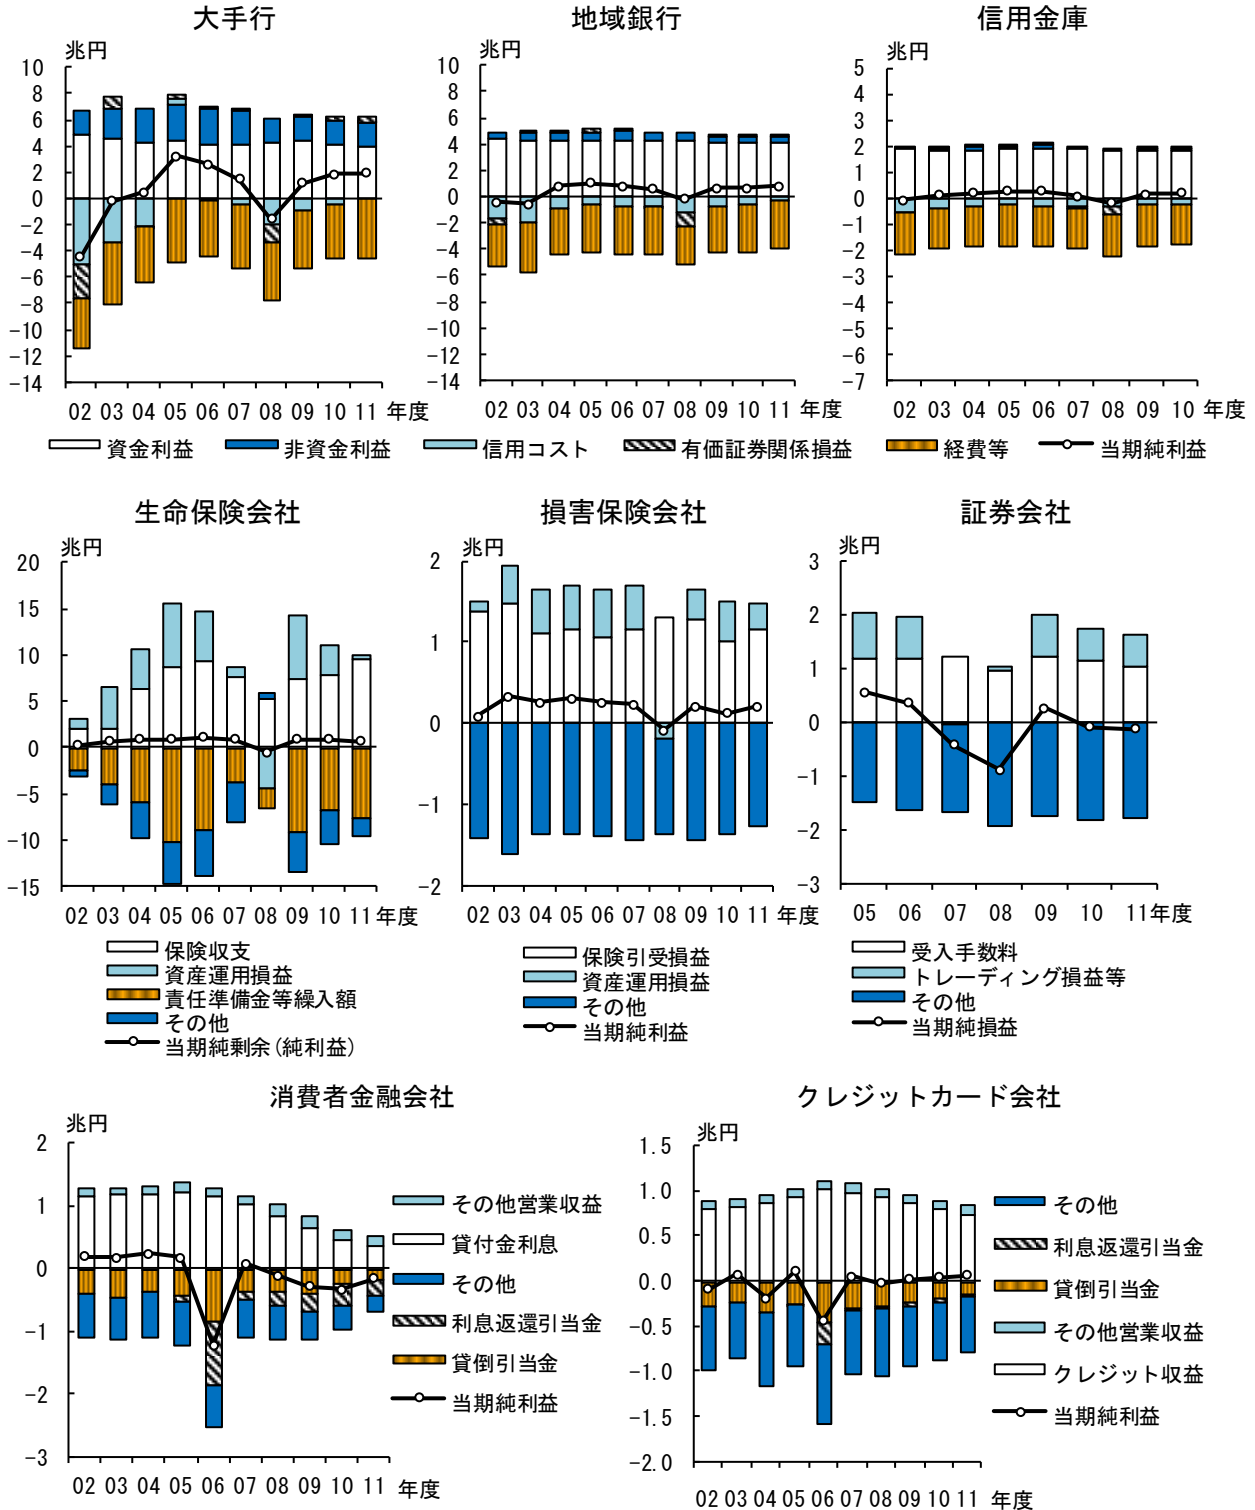 大手行
兆円
10
8
6
4
2
0
-2
-4
-6
-8
-10
-12
-14
02 03 04 05 06 07 08 09 10 11 年度
地域銀行
兆円
10
8
6
4
2
0
-2
-4
-6
-8
-10
-12
-14
02 03 04 05 06 07 08 09 10 11 年度
信用金庫
兆円
5
4
3
2
1
0
-1
-2
-3
-4
-5
-6
-7
02 03 04 05 06 07 08 09 10 年度
資金利益 非資金利益 信用コスト 有価証券関係損益 経費等 当期純利益
生命保険会社
兆円
20
15
10
5
0
-5
-10
-15
02 03 04 05 06 07 08 09 10 11 年度
保険収支
資産運用損益
責任準備金等繰入額
その他
当期純剰余(純利益)
損害保険会社
兆円
2
1
0
-1
-2
02 03 04 05 06 07 08 09 10 11 年度
保険引受損益
資産運用損益
その他
当期純利益
証券会社
兆円
3
2
1
0
-1
-2
-3
05 06 07 08 09 10 11年度
受入手数料
トレーディング損益等
その他
当期純損益
消費者金融会社
兆円
2
1
0
-1
-2
-3
02 03 04 05 06 07 08 09 10 11 年度
その他営業収益
貸付金利息
その他
利息返還引当金
貸倒引当金
当期純利益
クレジットカード会社
兆円
1.5
1.0
0.5
0.0
-0.5
-1.0
-1.5
-2.0
02 03 04 05 06 07 08 09 10 11 年度
その他
利息返還引当金
貸倒引当金
その他営業収益
クレジット収益
当期純利益